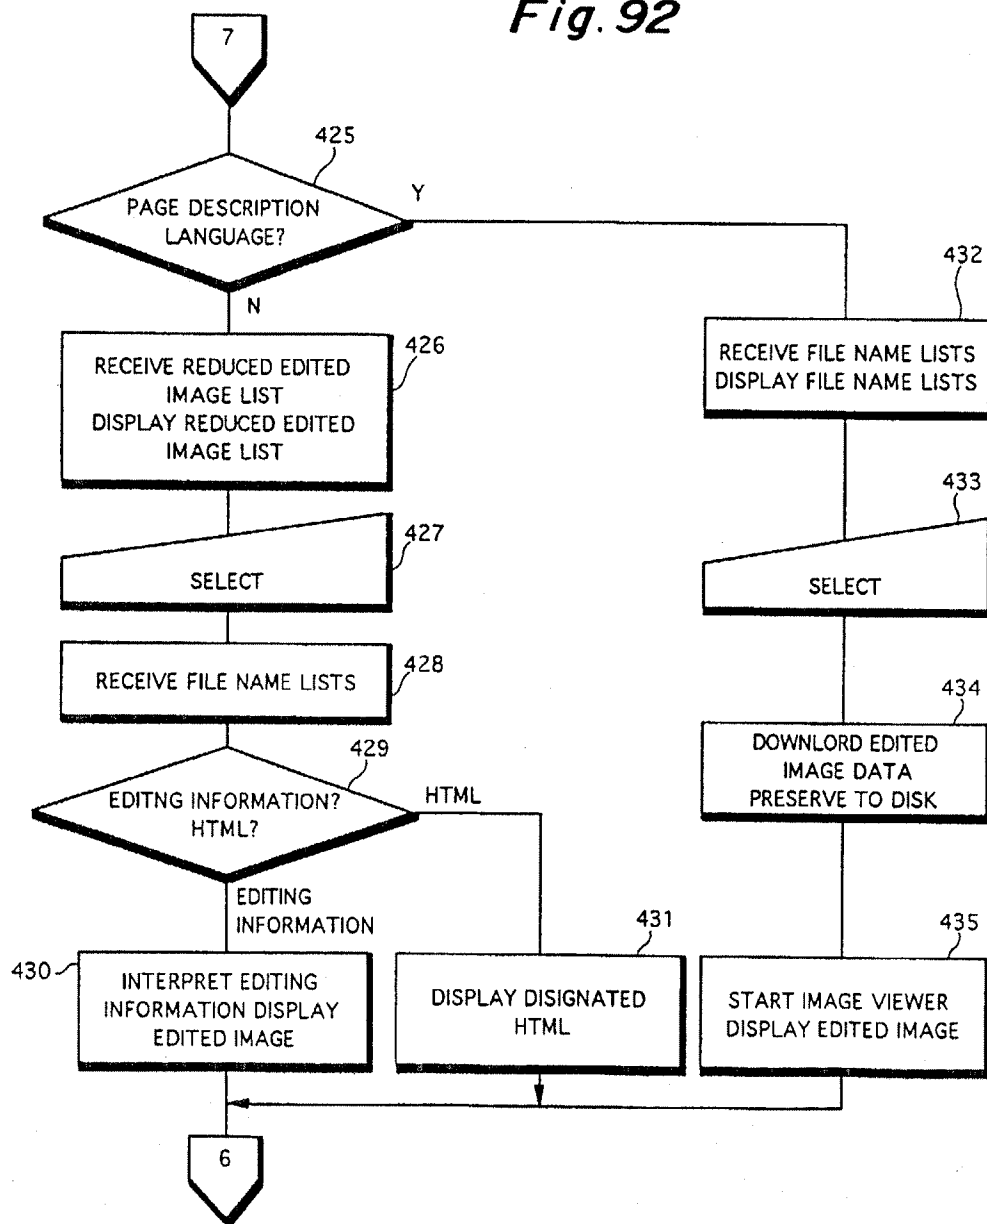 Fig. 92
7
425
PAGE DESCRIPTION
LANGUAGE?
Y
N
426
RECEIVE REDUCED EDITED
IMAGE LIST
DISPLAY REDUCED EDITED
IMAGE LIST
427
SELECT
428
RECEIVE FILE NAME LISTS
429
EDITNG INFORMATION?
HTML?
HTML
EDITING
INFORMATION
430
INTERPRET EDITING
INFORMATION DISPLAY
EDITED IMAGE
431
DISPLAY DISIGNATED
HTML
432
RECEIVE FILE NAME LISTS
DISPLAY FILE NAME LISTS
433
SELECT
434
DOWNLORD EDITED
IMAGE DATA
PRESERVE TO DISK
435
START IMAGE VIEWER
DISPLAY EDITED IMAGE
6